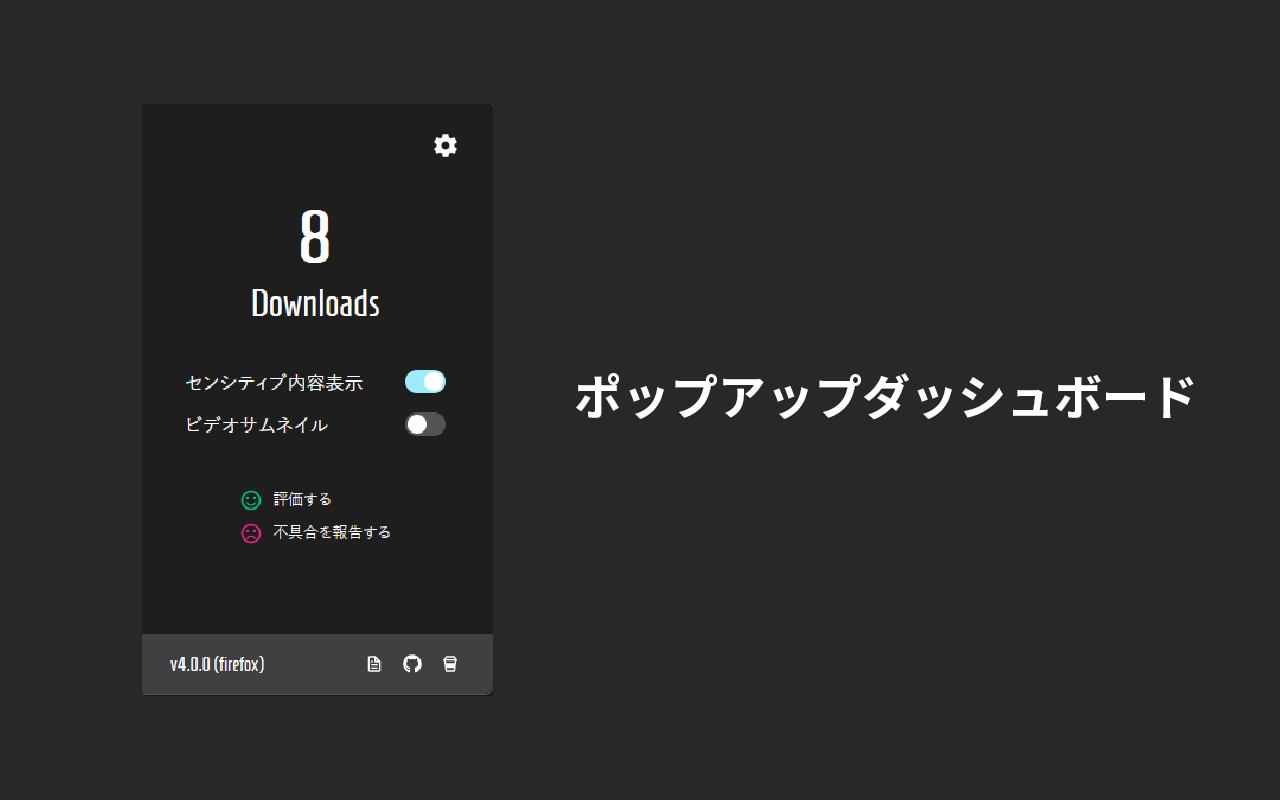 8
Downloads
センシティブ内容表示
ビデオサムネイル
評価する
不具合を報告する
v4.0.0 (firefox)
ポップアップダッシュボード